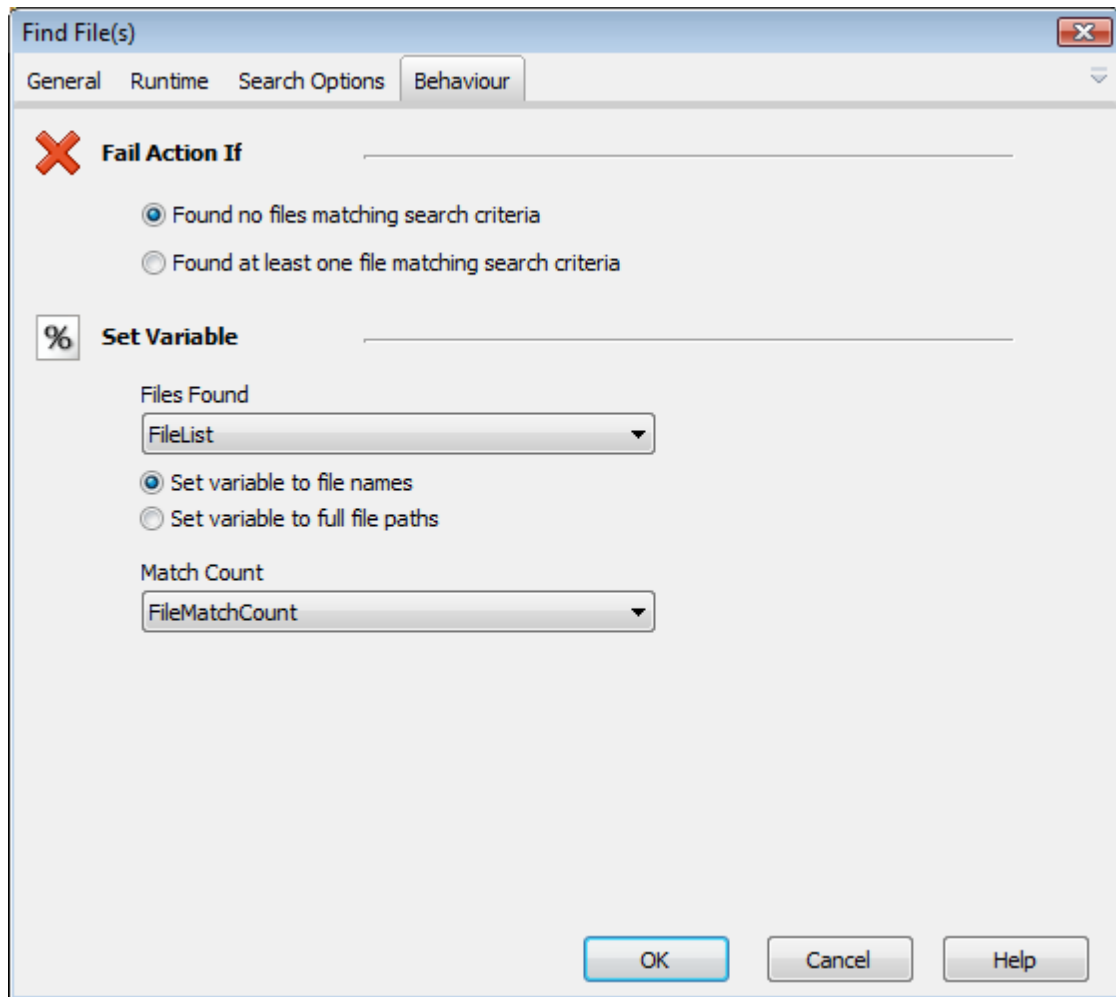 Find File(s)
General Runtime Search Options Behaviour
Fail Action If
Found no files matching search criteria
Found at least one file matching search criteria
% Set Variable
Files Found
FileList
Set variable to file names
Set variable to full file paths
Match Count
FileMatchCount
OK Cancel Help